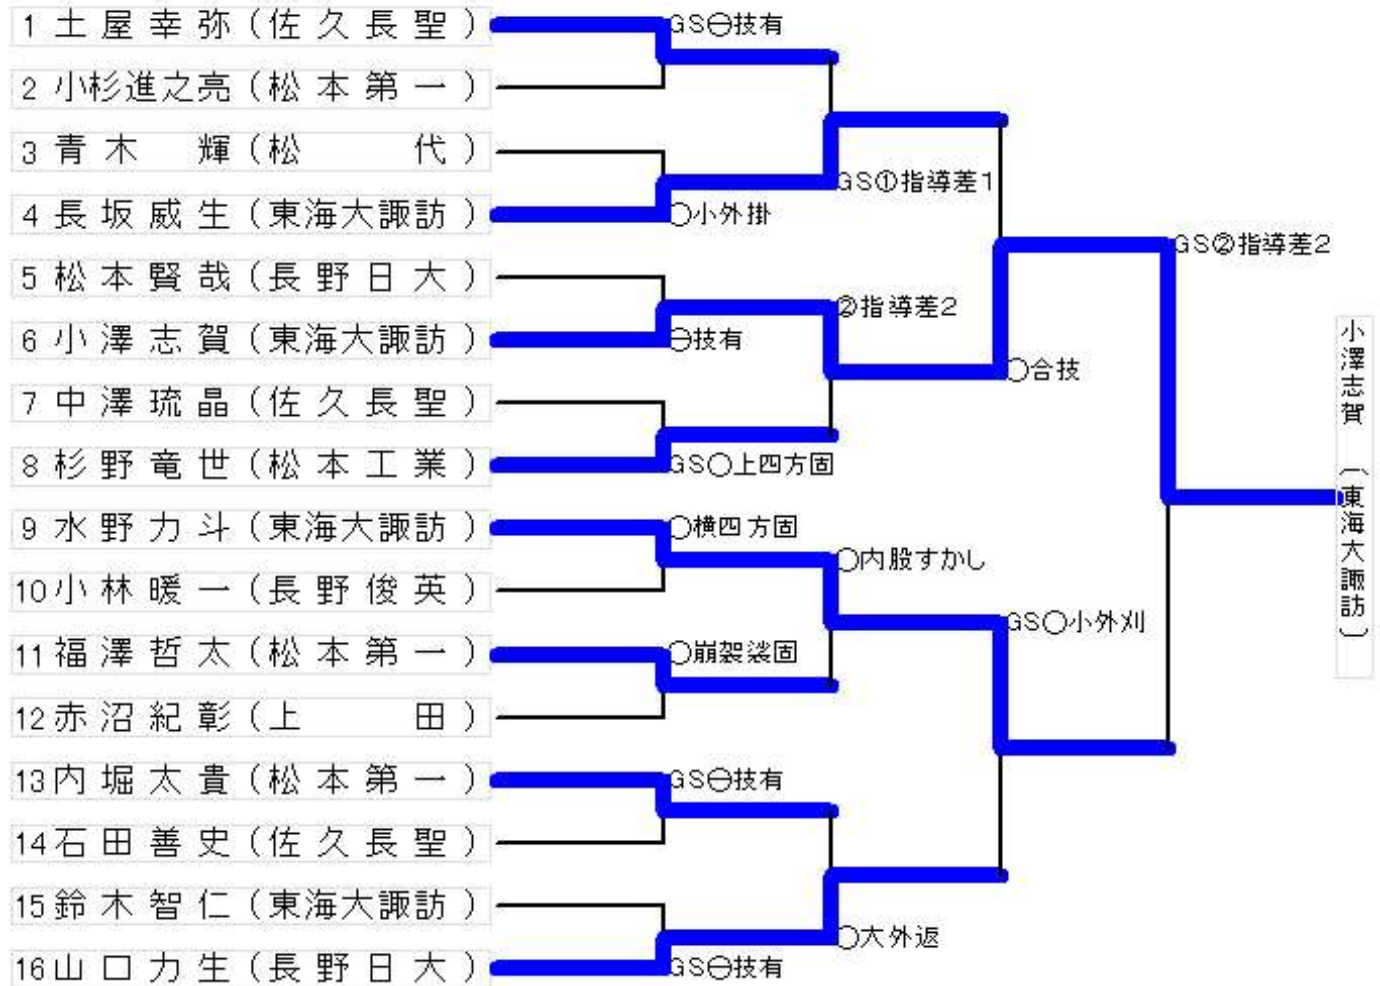 1 土屋幸弥(佐久長聖)
GS⊖技有
2 小杉進之亮(松本第一)
3 青木 輝(松 代)
GS①指導差1
4 長坂威生(東海大諏訪)
○小外掛
GS②指導差2
5 松本賢哉(長野日大)
②指導差2
6 小澤志賀(東海大諏訪)
⊖技有
○合技
7 中澤琉晶(佐久長聖)
8 杉野竜世(松本工業)
GS○上四方固
小澤志賀 (東海大諏訪)
9 水野力斗(東海大諏訪)
○横四方固
○内股すかし
10 小林暖一(長野俊英)
GS○小外刈
11 福澤哲太(松本第一)
○崩袈裟固
12 赤沼紀彰(上 田)
13 内堀太貴(松本第一)
GS⊖技有
14 石田善史(佐久長聖)
15 鈴木智仁(東海大諏訪)
○大外返
16 山口力生(長野日大)
GS⊖技有